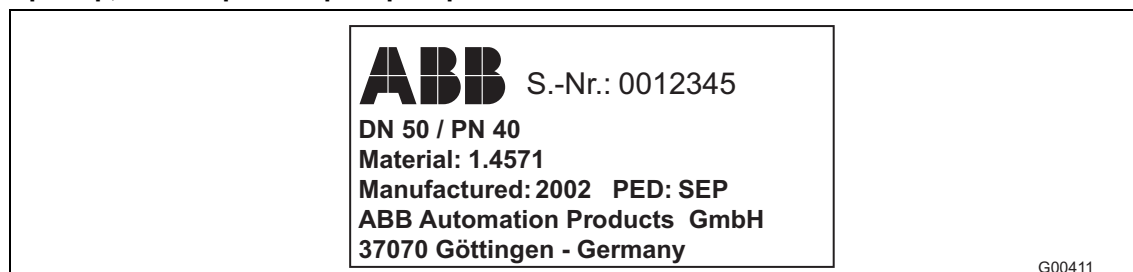 ABB S.-Nr.: 0012345
DN 50 / PN 40
Material: 1.4571
Manufactured: 2002 PED: SEP
ABB Automation Products GmbH
37070 Göttingen - Germany
G00411